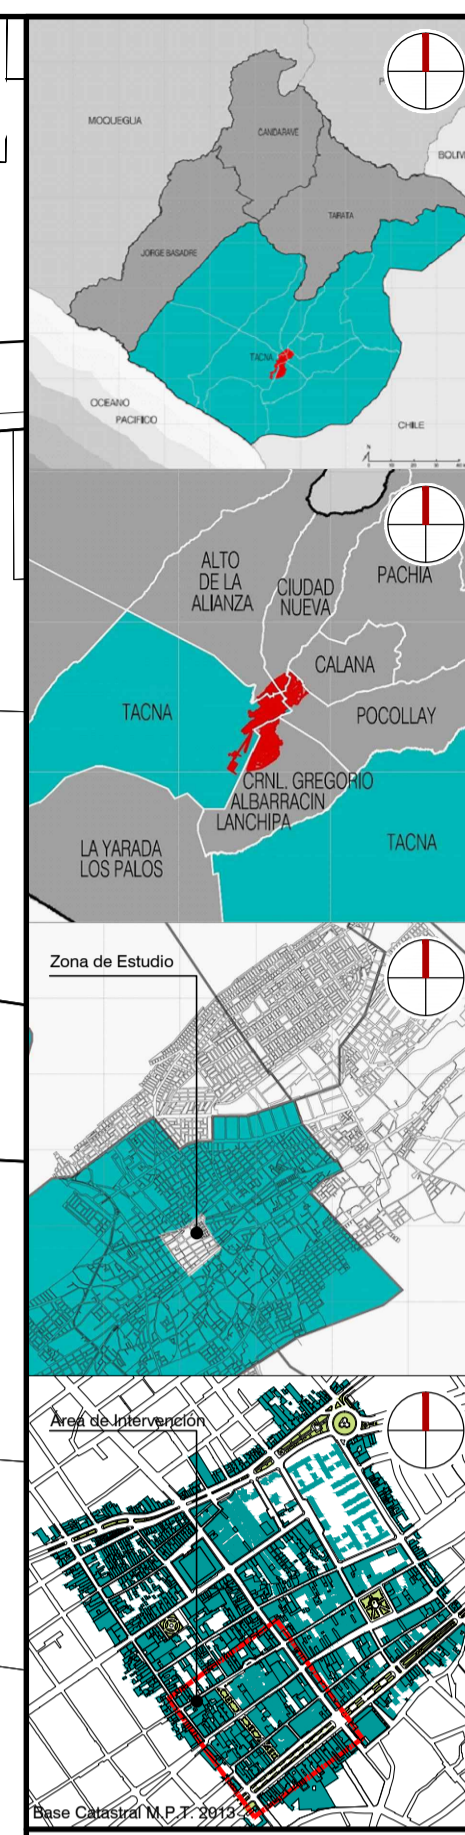 MOQUEGUA
CANDARAVE
TARATA
JORGE BASADRE
TACNA
OCEANO
PACIFICO
CHILE
ALTO
DE LA
ALIANZA
CIUDAD
NUEVA
PACHIA
CALANA
TACNA
POCOLLAY
CRNL. GREGORIO
ALBARRACIN
LANCHIPA
LA YARADA
LOS PALOS
TACNA
Zona de Estudio
Área de Intervención
Base Catastral M.P.T. 2013